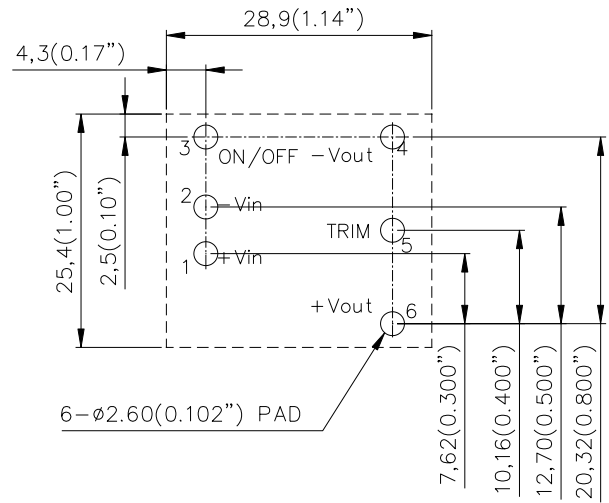 28,9(1.14")
4,3(0.17")
3
ON/OFF
-Vout
4
25,4(1.00")
2,5(0.10")
2
-Vin
TRIM
5
1
+Vin
+Vout
6
6-ø2.60(0.102") PAD
7,62(0.300")
10,16(0.400")
12,70(0.500")
20,32(0.800")